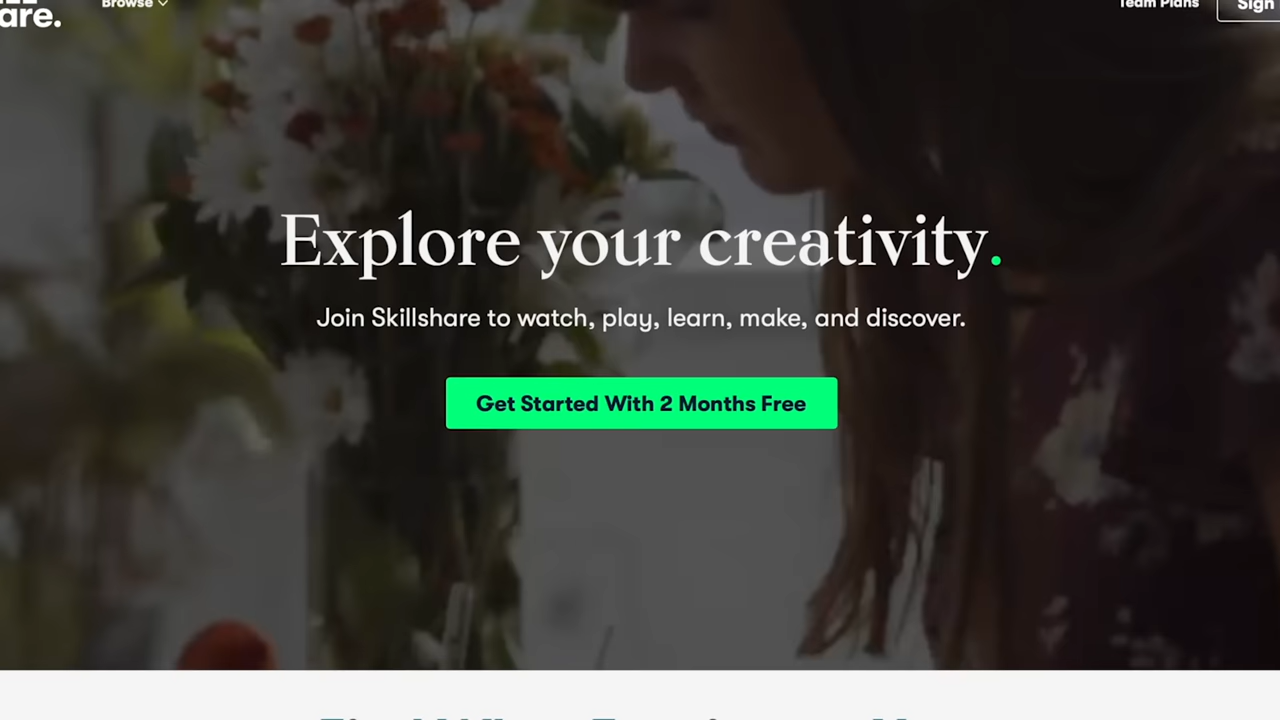 are.
Browse
Team Plans
Sign
Explore your creativity.
Join Skillshare to watch, play, learn, make, and discover.
Get Started With 2 Months Free